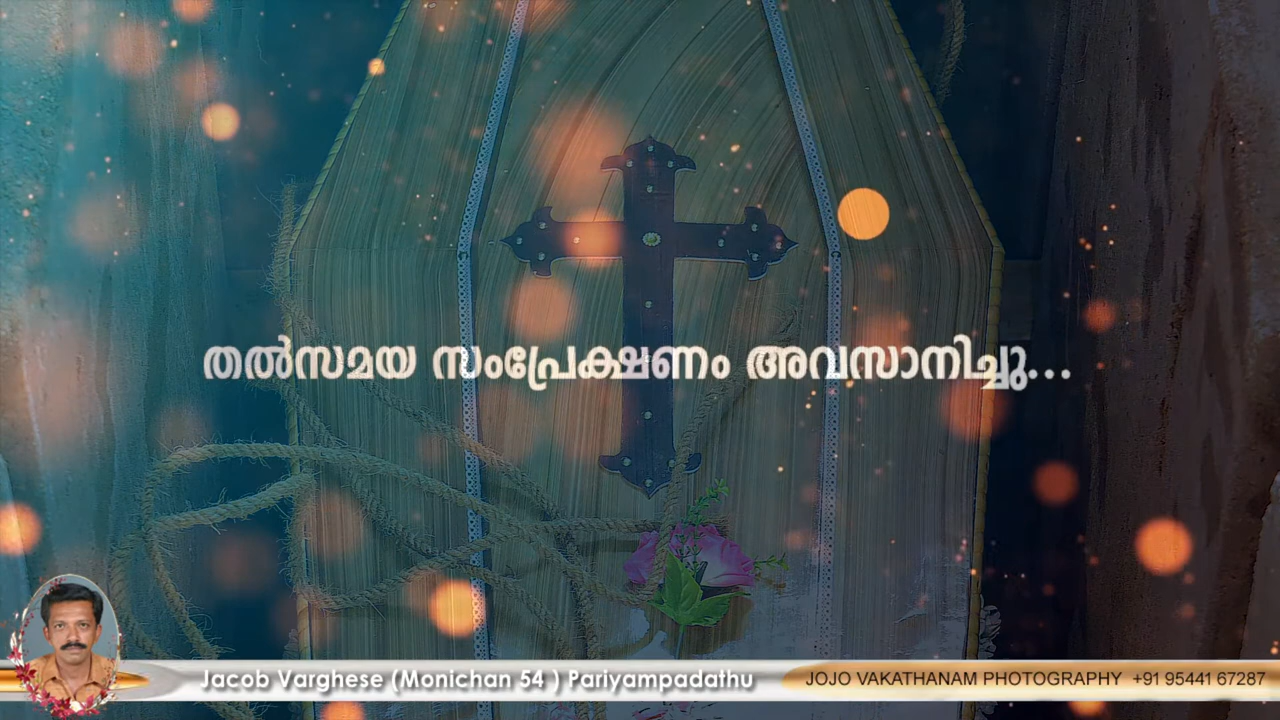 തൽസമയ സംപ്രേക്ഷണം അവസാനിച്ചു...
Jacob Varghese (Monichan 54 ) Pariyampadathu
JOJO VAKATHANAM PHOTOGRAPHY +91 95441 67287